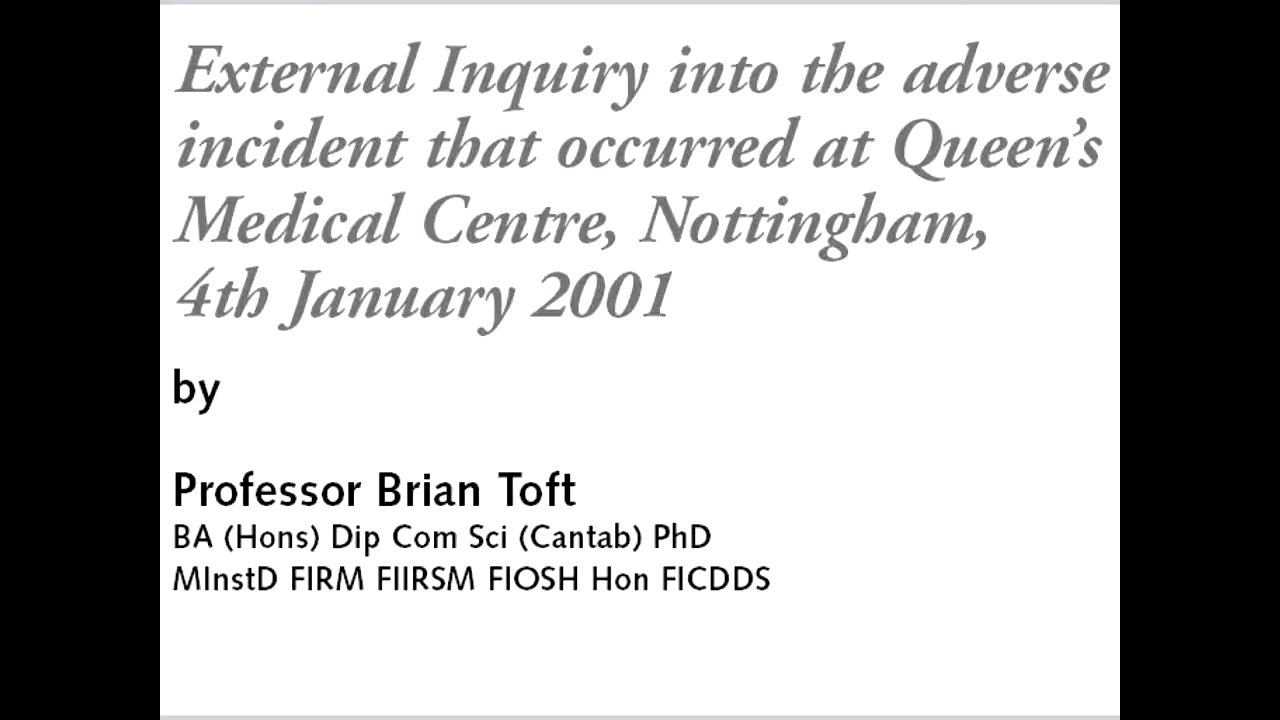 External Inquiry into the adverse
incident that occurred at Queen’s
Medical Centre, Nottingham,
4th January 2001
by
Professor Brian Toft
BA (Hons) Dip Com Sci (Cantab) PhD
MInstD FIRM FIIRSM FIOSH Hon FICDDS